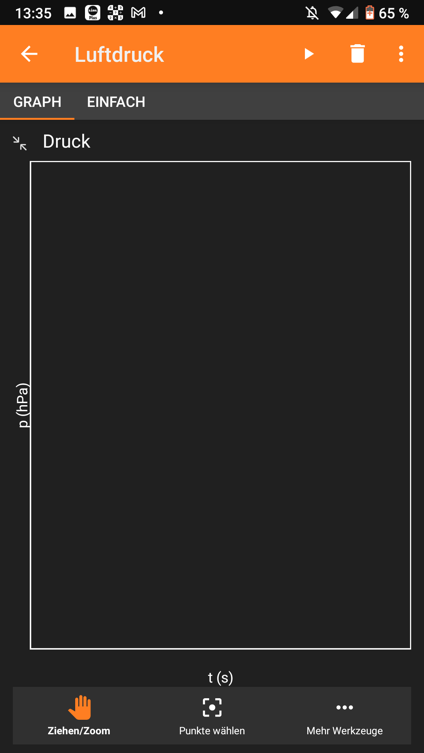 13:35
65 %
Luftdruck
GRAPH EINFACH
Druck
p (hPa)
t (s)
Ziehen/Zoom Punkte wählen Mehr Werkzeuge